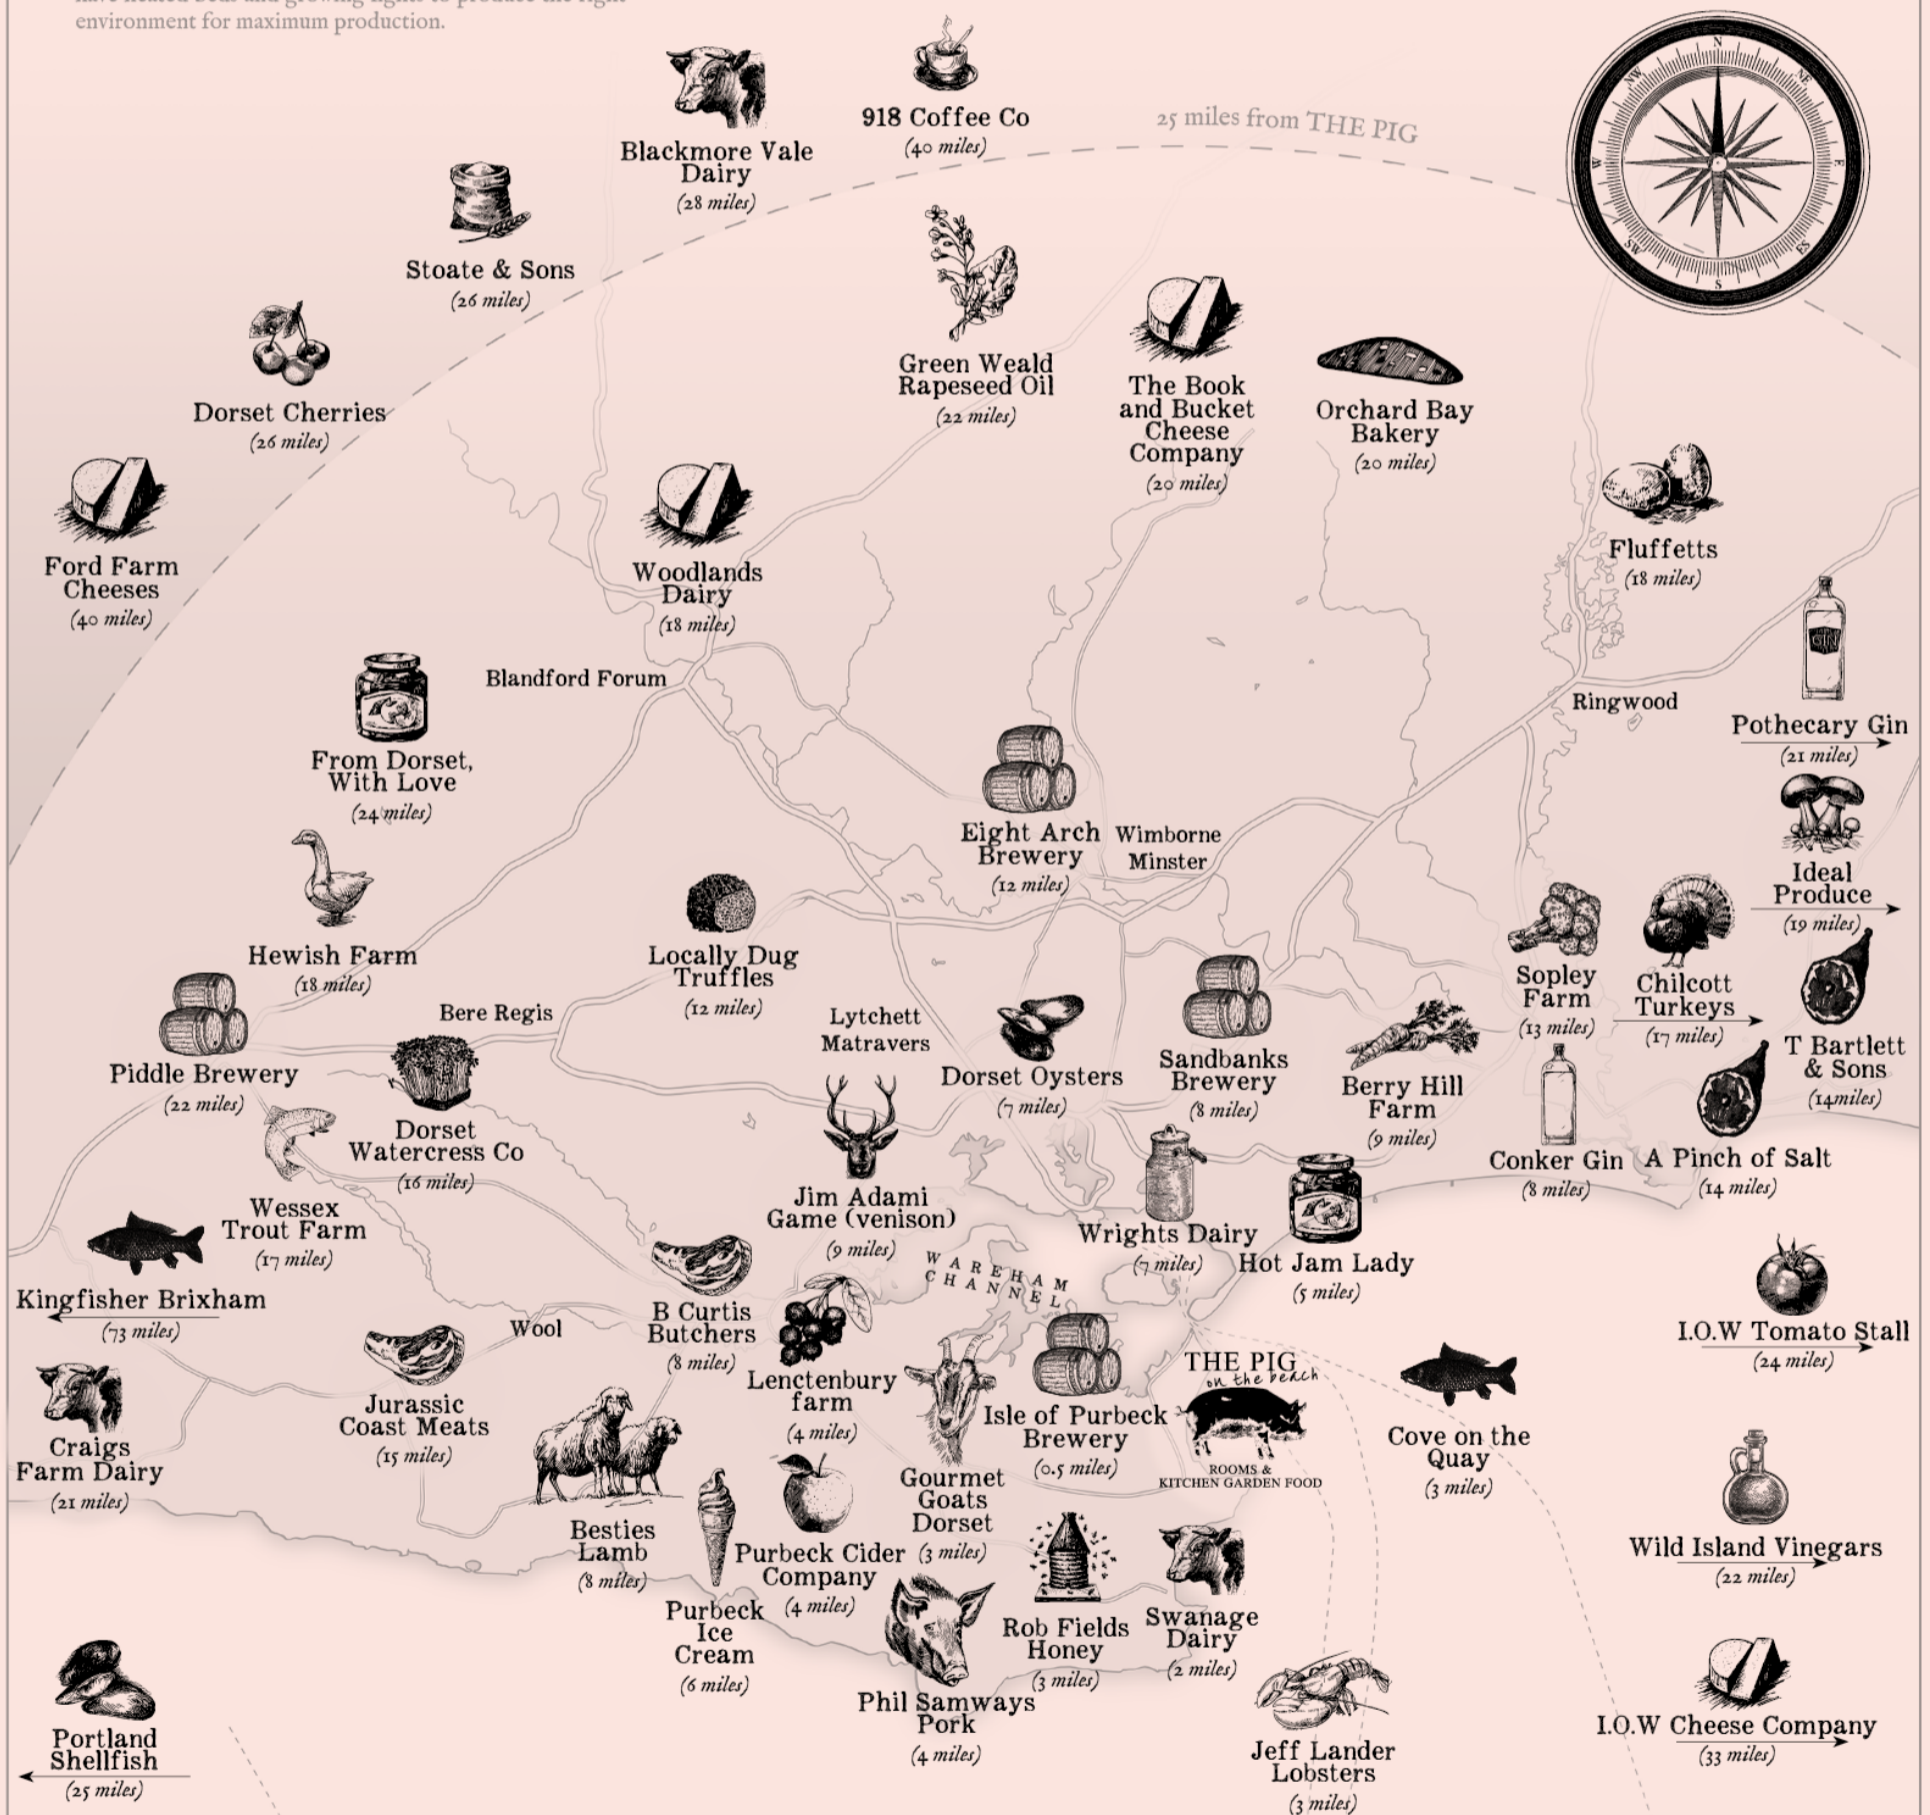 environment for maximum production.
918 Coffee Co
(40 miles)
25 miles from THE PIG
N
NE
E
ES
S
SW
W
NW
Blackmore Vale
Dairy
(28 miles)
Stoate & Sons
(26 miles)
Dorset Cherries
(26 miles)
Green Weald
Rapeseed Oil
(22 miles)
The Book
and Bucket
Cheese
Company
(20 miles)
Orchard Bay
Bakery
(20 miles)
Ford Farm
Cheeses
(40 miles)
Woodlands
Dairy
(18 miles)
Fluffetts
(18 miles)
Blandford Forum
Ringwood
GIN
Pothecary Gin
(21 miles)
From Dorset,
With Love
(24 miles)
Eight Arch
Brewery
(12 miles)
Wimborne
Minster
Ideal
Produce
(19 miles)
Hewish Farm
(18 miles)
Locally Dug
Truffles
(12 miles)
Sopley
Farm
(13 miles)
Chilcott
Turkeys
(17 miles)
Bere Regis
Lytchett
Matravers
Piddle Brewery
(22 miles)
Dorset Oysters
(7 miles)
Sandbanks
Brewery
(8 miles)
Berry Hill
Farm
(9 miles)
T Bartlett
& Sons
(14miles)
Dorset
Watercress Co
(16 miles)
Conker Gin
(8 miles)
A Pinch of Salt
(14 miles)
Wessex
Trout Farm
(17 miles)
Jim Adami
Game (venison)
(9 miles)
Wrights Dairy
(7 miles)
Hot Jam Lady
(5 miles)
WAREHAM
CHANNEL
Kingfisher Brixham
(73 miles)
Wool
B Curtis
Butchers
(8 miles)
I.O.W Tomato Stall
(24 miles)
Lenctenbury
farm
(4 miles)
THE PIG
on the beach
ROOMS &
KITCHEN GARDEN FOOD
Isle of Purbeck
Brewery
(0.5 miles)
Jurassic
Coast Meats
(15 miles)
Cove on the
Quay
(3 miles)
Craigs
Farm Dairy
(21 miles)
Gourmet
Goats
Dorset
(3 miles)
Besties
Lamb
(8 miles)
Purbeck Cider
Company
(4 miles)
Wild Island Vinegars
(22 miles)
Purbeck
Ice
Cream
(6 miles)
Rob Fields
Honey
(3 miles)
Swanage
Dairy
(2 miles)
Phil Samways
Pork
(4 miles)
Portland
Shellfish
(25 miles)
Jeff Lander
Lobsters
(3 miles)
I.O.W Cheese Company
(33 miles)